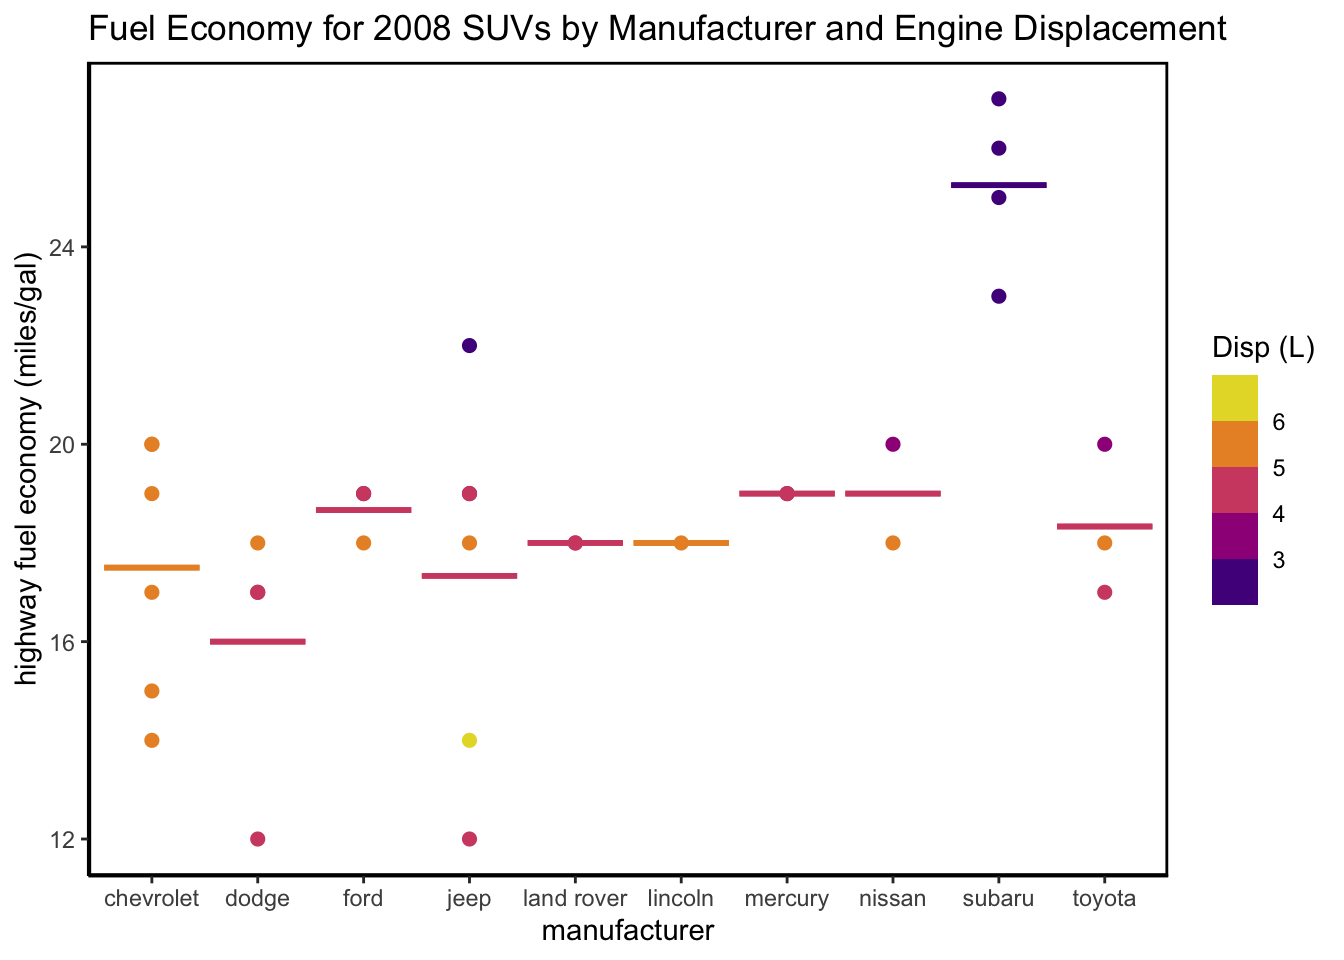 Fuel Economy for 2008 SUVs by Manufacturer and Engine Displacement
highway fuel economy (miles/gal)
24
20
16
12
chevrolet dodge ford jeep land rover lincoln mercury nissan subaru toyota
manufacturer
Disp (L)
6
5
4
3